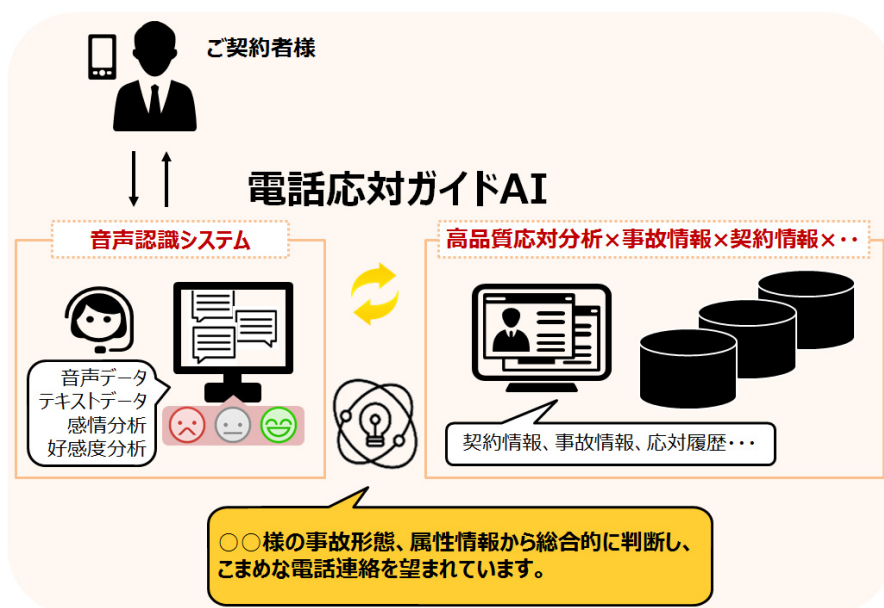 ご契約者様
電話応対ガイドAI
音声認識システム
高品質応対分析×事故情報×契約情報×・・
音声データ
テキストデータ
感情分析
好感度分析
契約情報、事故情報、応対履歴・・・
○○様の事故形態、属性情報から総合的に判断し、
こまめな電話連絡を望まれています。